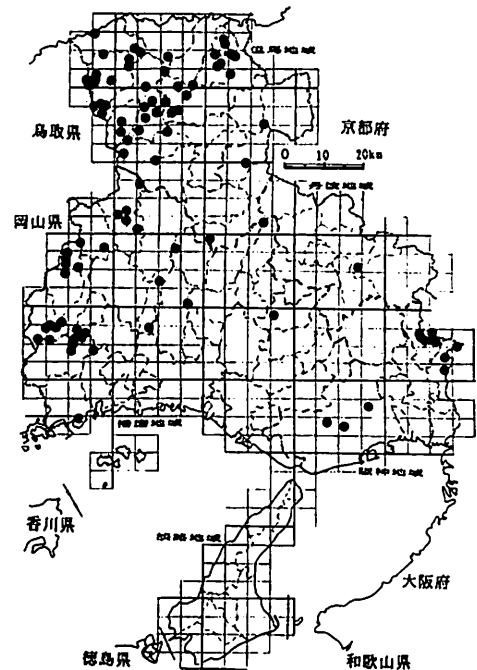 但馬地域
鳥取県
京都府
0 10 20km
丹波地域
岡山県
播磨地域
阪神地域
香川県
淡路地域
大阪府
徳島県
和歌山県